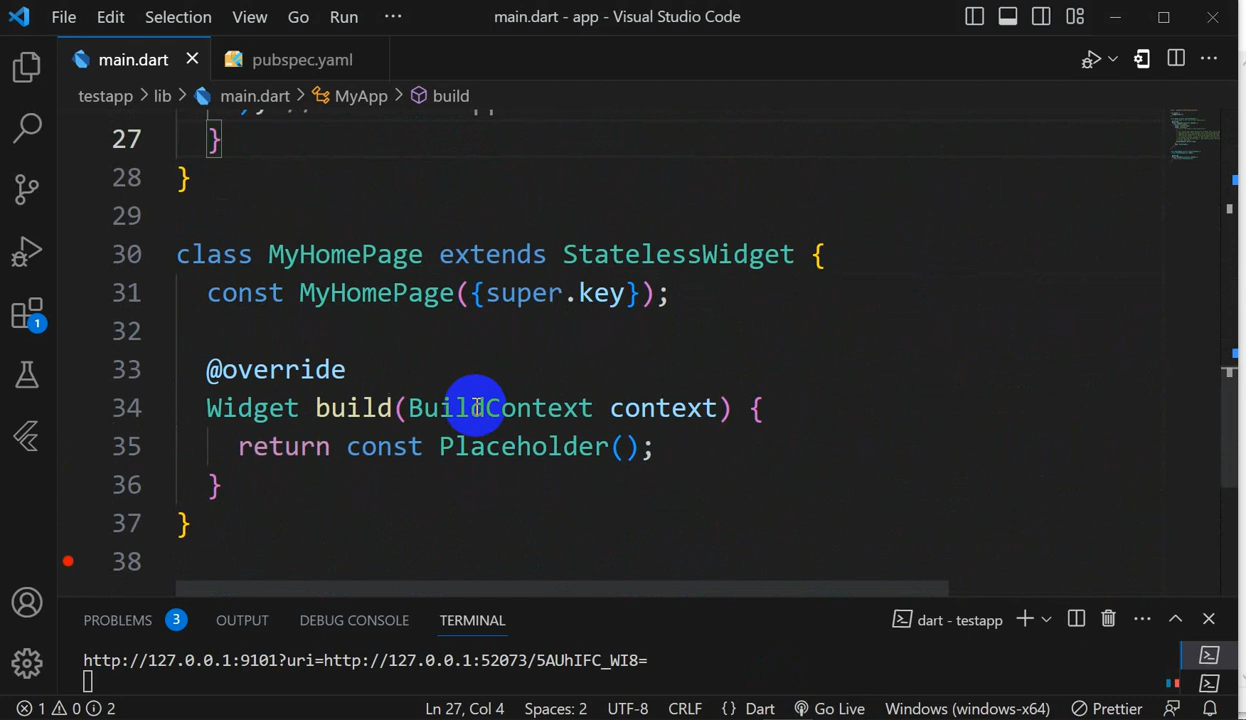 File Edit Selection View Go Run ··· main.dart - app - Visual Studio Code
main.dart pubspec.yaml
testapp > lib > main.dart > MyApp > build
27 }
28 }
29
30 class MyHomePage extends StatelessWidget {
31 const MyHomePage({super.key});
32
33 @override
34 Widget build(BuildContext context) {
35 return const Placeholder();
36 }
37 }
38
1
PROBLEMS 3 OUTPUT DEBUG CONSOLE TERMINAL dart - testapp
http://127.0.0.1:9101?uri=http://127.0.0.1:52073/5AUhIFC_WI8=
1 0 2 Ln 27, Col 4 Spaces: 2 UTF-8 CRLF {} Dart Go Live Windows (windows-x64) Prettier